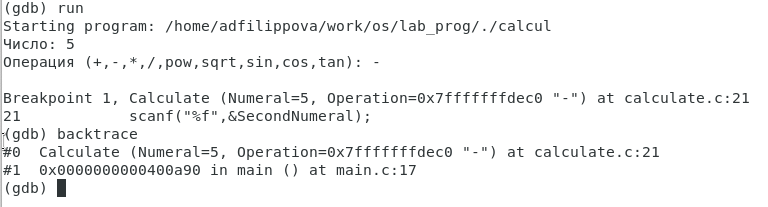 (gdb) run
Starting program: /home/adfilippova/work/os/lab_prog/./calcul
Число: 5
Операция (+,-,*,/,pow,sqrt,sin,cos,tan): -
Breakpoint 1, Calculate (Numeral=5, Operation=0x7fffffffdec0 "-") at calculate.c:21
21	    scanf("%f",&SecondNumeral);
(gdb) backtrace
#0  Calculate (Numeral=5, Operation=0x7fffffffdec0 "-") at calculate.c:21
#1  0x0000000000400a90 in main () at main.c:17
(gdb)